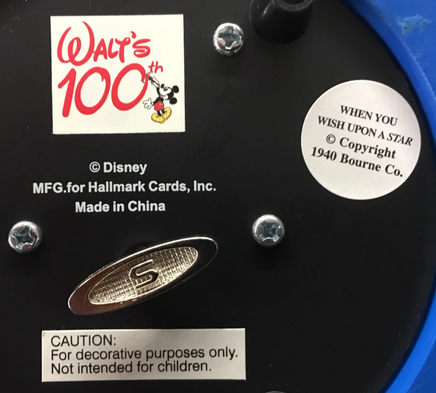 WALT'S
100th
WHEN YOU
WISH UPON A STAR
© Copyright
1940 Bourne Co.
© Disney
MFG.for Hallmark Cards, Inc.
Made in China
S
CAUTION:
For decorative purposes only.
Not intended for children.